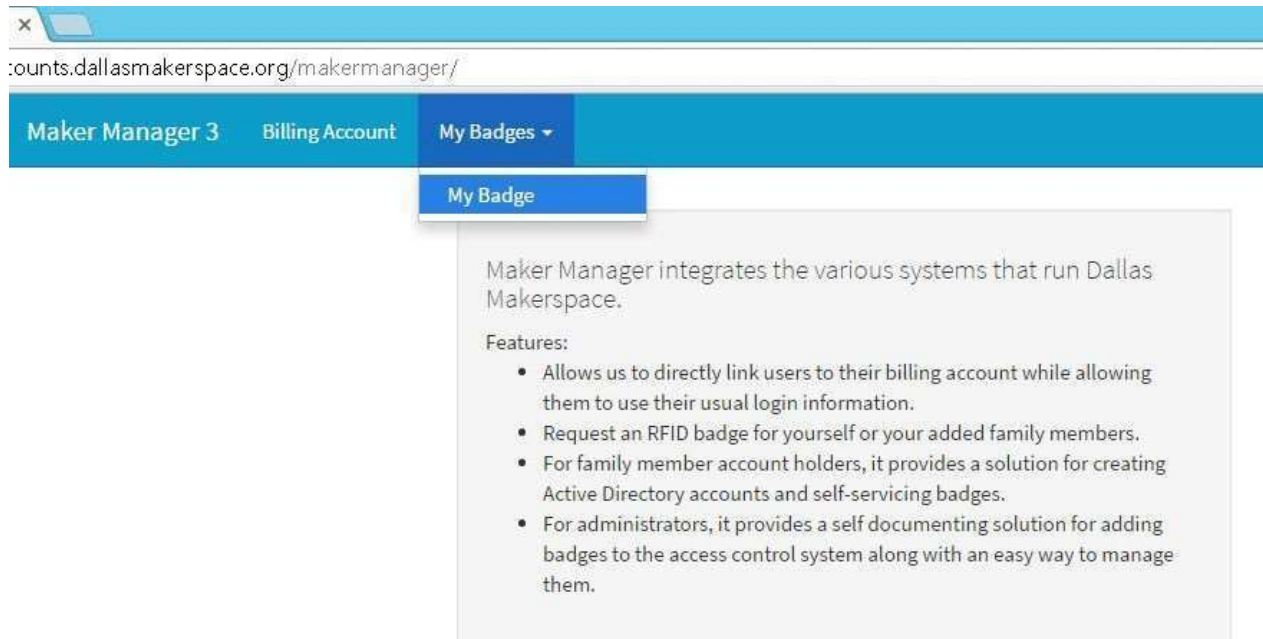 counts.dallasmakerspace.org/makermanager/
Maker Manager 3 Billing Account My Badges
My Badge
Maker Manager integrates the various systems that run Dallas
Makerspace.
Features:
• Allows us to directly link users to their billing account while allowing
them to use their usual login information.
• Request an RFID badge for yourself or your added family members.
• For family member account holders, it provides a solution for creating
Active Directory accounts and self-servicing badges.
• For administrators, it provides a self documenting solution for adding
badges to the access control system along with an easy way to manage
them.